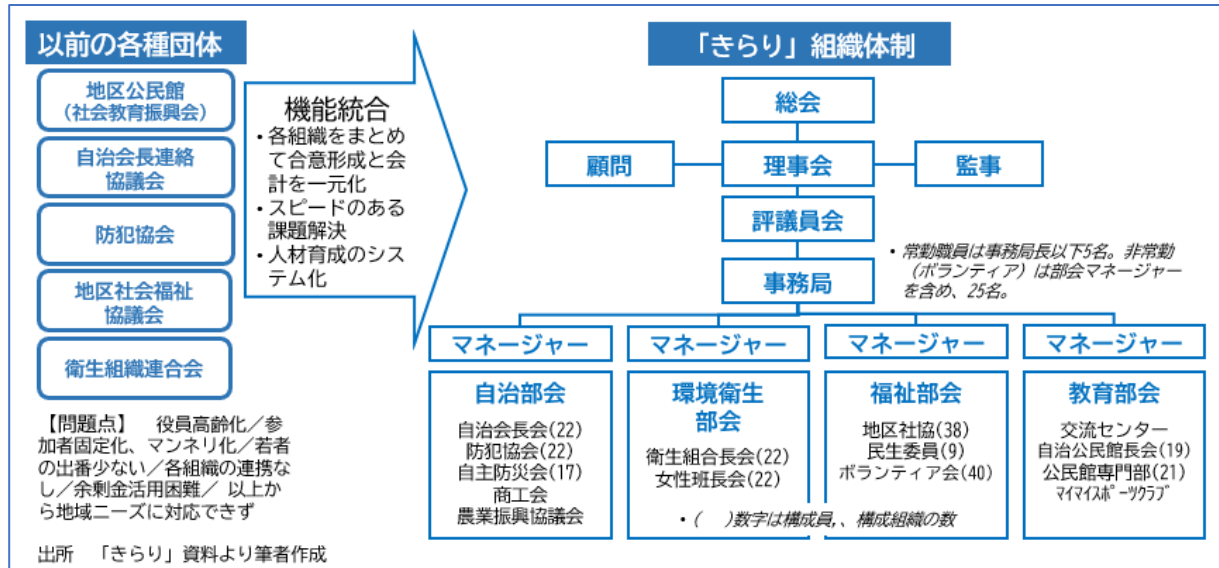 以前の各種団体
地区公民館
(社会教育振興会)
自治会長連絡
協議会
防犯協会
地区社会福祉
協議会
衛生組織連合会
【問題点】　役員高齢化／参
加者固定化、マンネリ化／若者
の出番少ない／各組織の連携な
し／余剰金活用困難／ 以上か
ら地域ニーズに対応できず
出所　「きらり」資料より筆者作成
機能統合
・各組織をまとめ
て合意形成と会
計を一元化
・スピードのある
課題解決
・人材育成のシス
テム化
「きらり」組織体制
総会
顧問
理事会
監事
評議員会
事務局
・常勤職員は事務局長以下5名。非常勤
（ボランティア）は部会マネージャー
を含め、25名。
マネージャー
マネージャー
マネージャー
マネージャー
自治部会
自治会長会(22)
防犯協会(22)
自主防災会(17)
商工会
農業振興協議会
環境衛生
部会
衛生組合長会(22)
女性班長会(22)
福祉部会
地区社協(38)
民生委員(9)
ボランティア会(40)
教育部会
交流センター
自治公民館長会(19)
公民館専門部(21)
ﾏｲﾏｲｽﾎﾟｰﾂｸﾗﾌﾞ
・(　　)数字は構成員,、構成組織の数